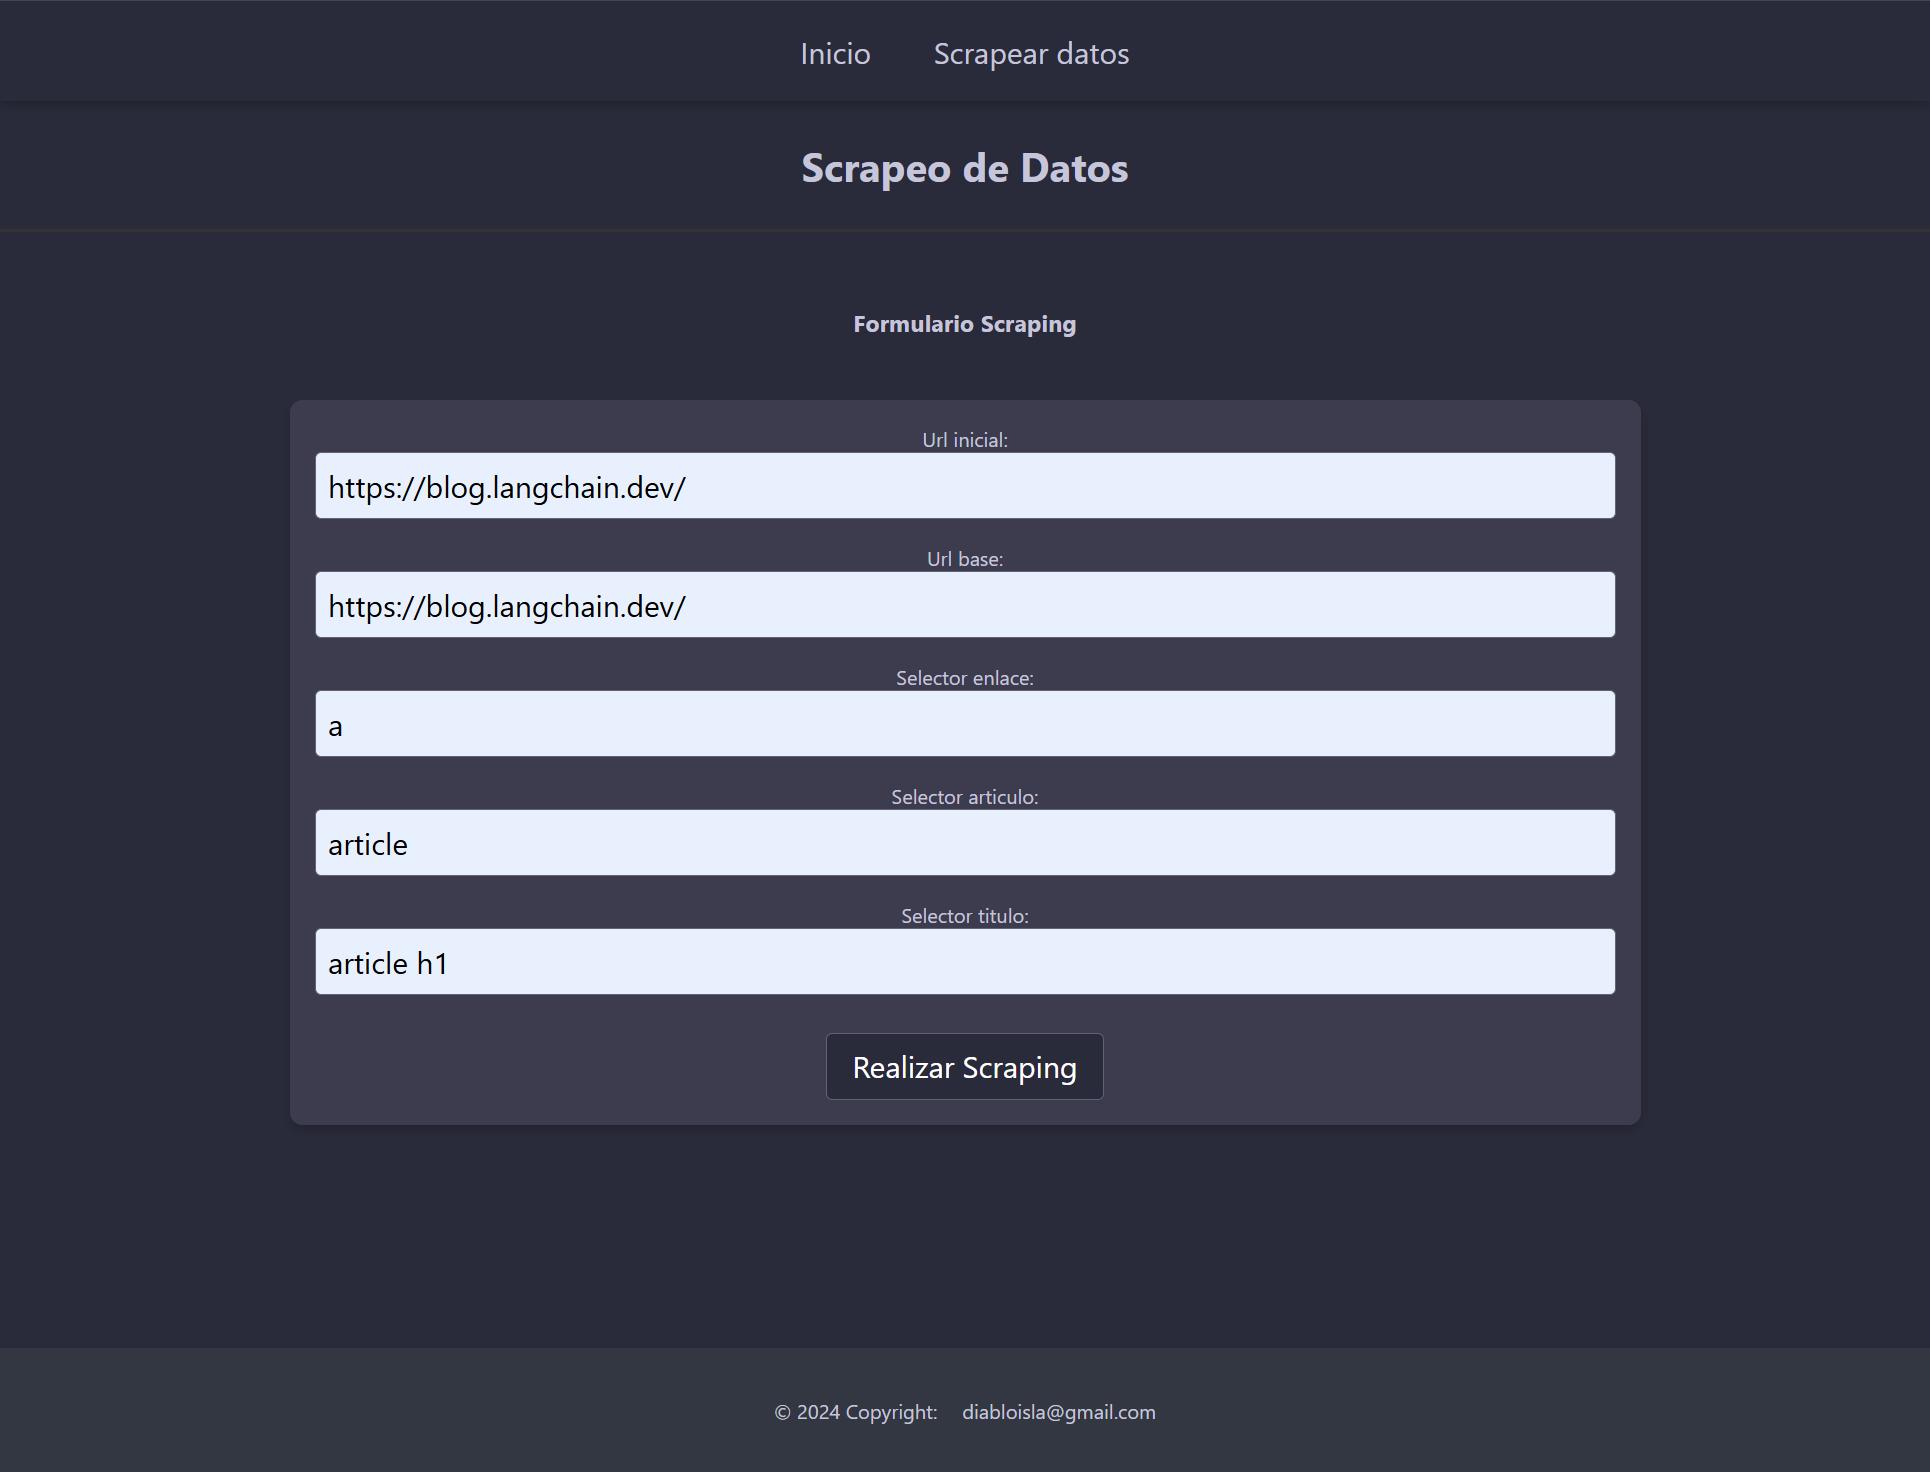 Inicio Scrapear datos
Scrapeo de Datos
Formulario Scraping
Url inicial:
https://blog.langchain.dev/
Url base:
https://blog.langchain.dev/
Selector enlace:
a
Selector articulo:
article
Selector titulo:
article h1
Realizar Scraping
© 2024 Copyright: diabloisla@gmail.com